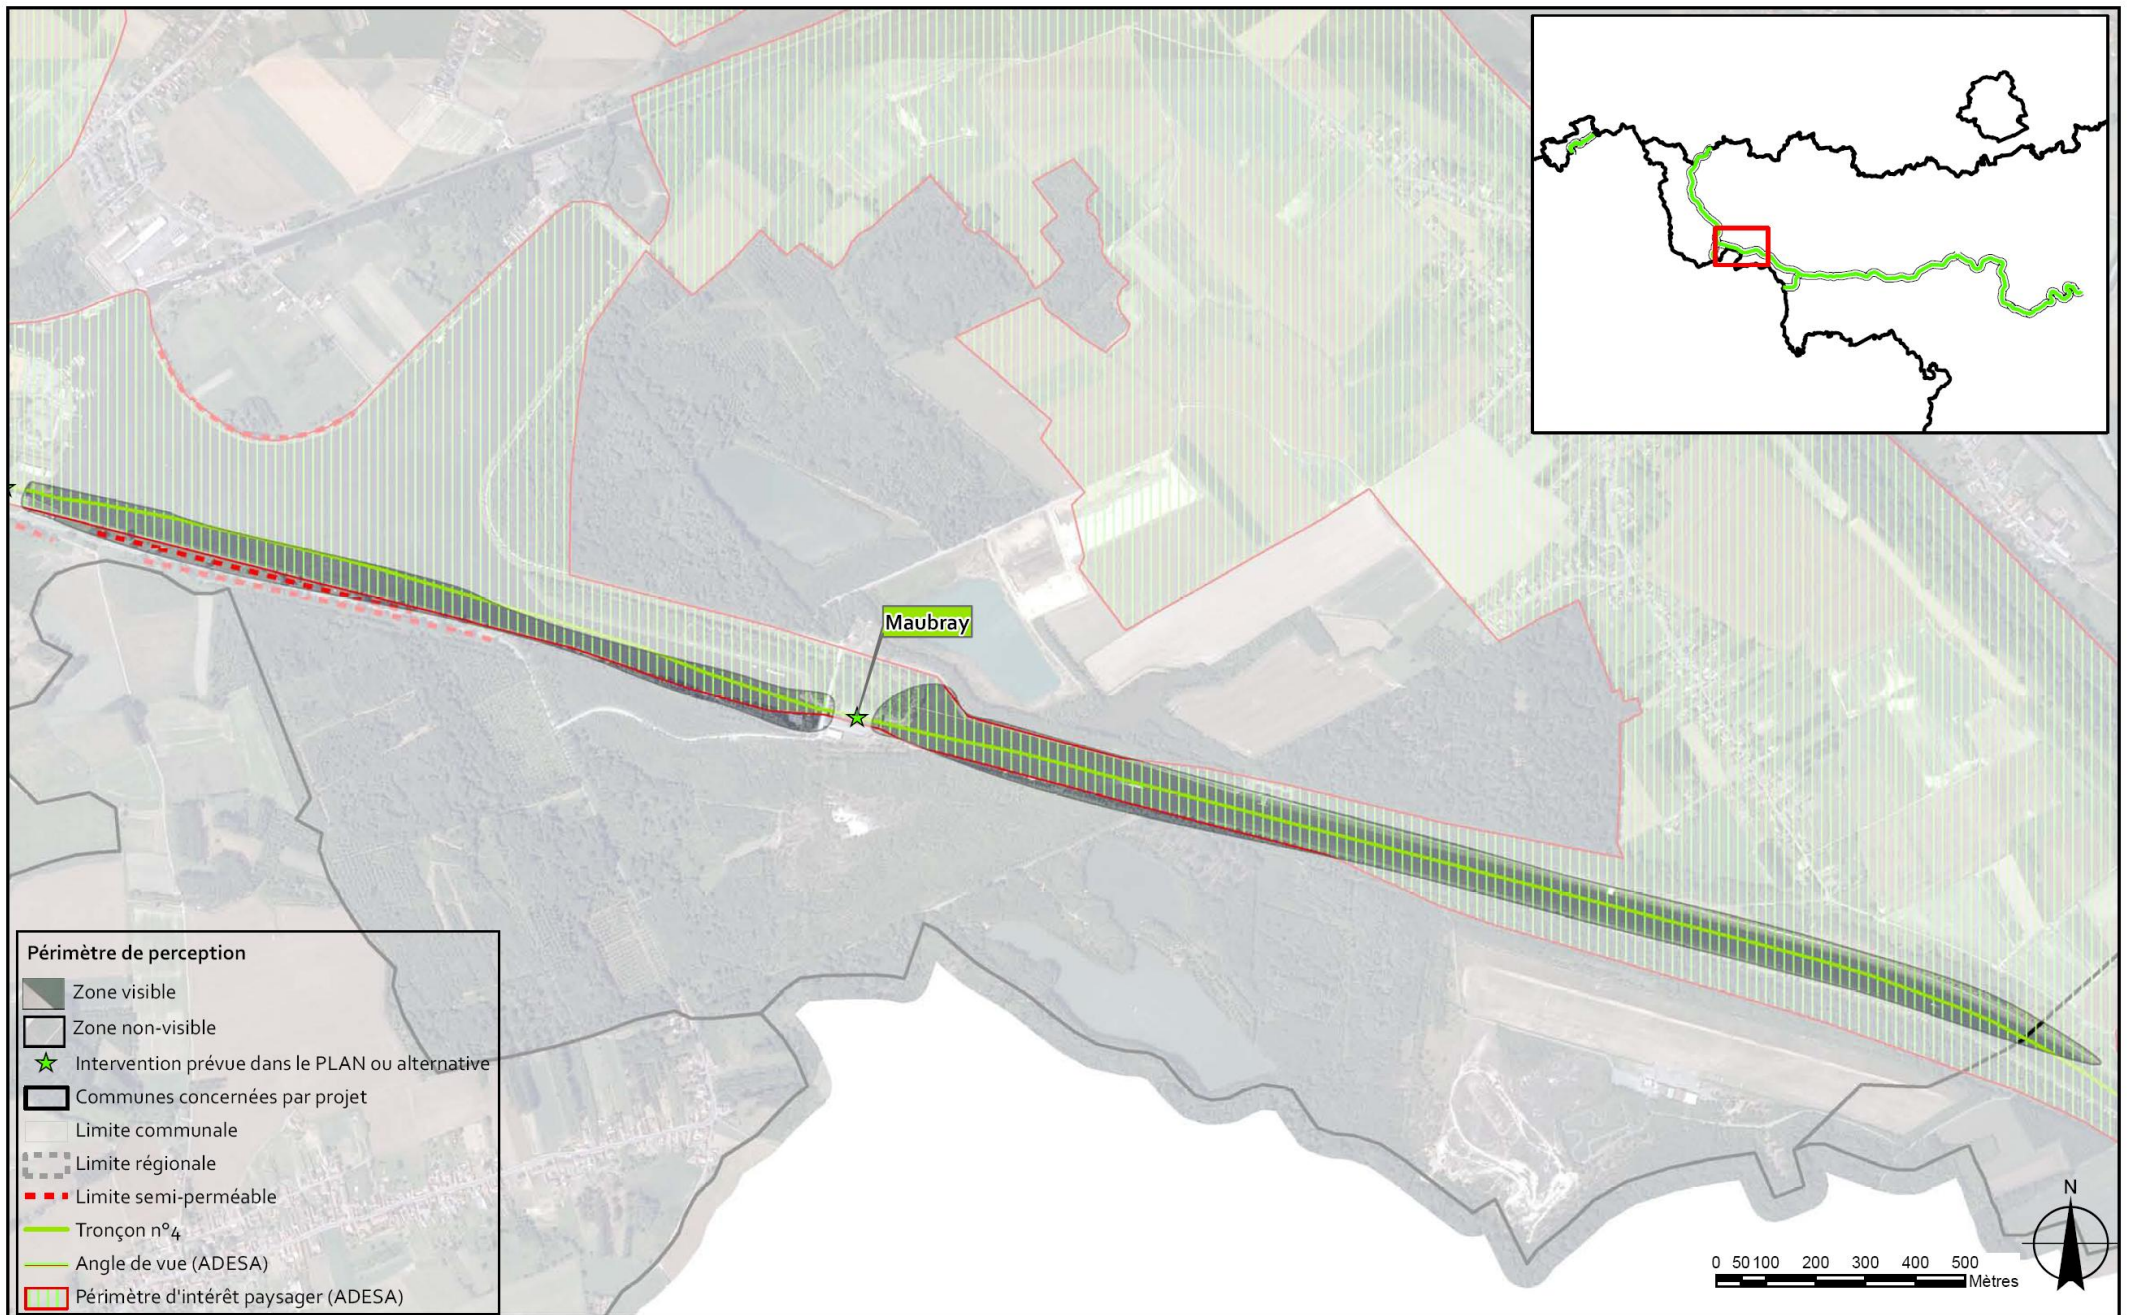 Maubray
Périmètre de perception
Zone visible
Zone non-visible
Intervention prévue dans le PLAN ou alternative
Communes concernées par projet
Limite communale
Limite régionale
Limite semi-perméable
Tronçon n°4
Angle de vue (ADESA)
Périmètre d'intérêt paysager (ADESA)
N
0 50 100 200 300 400 500
Mètres